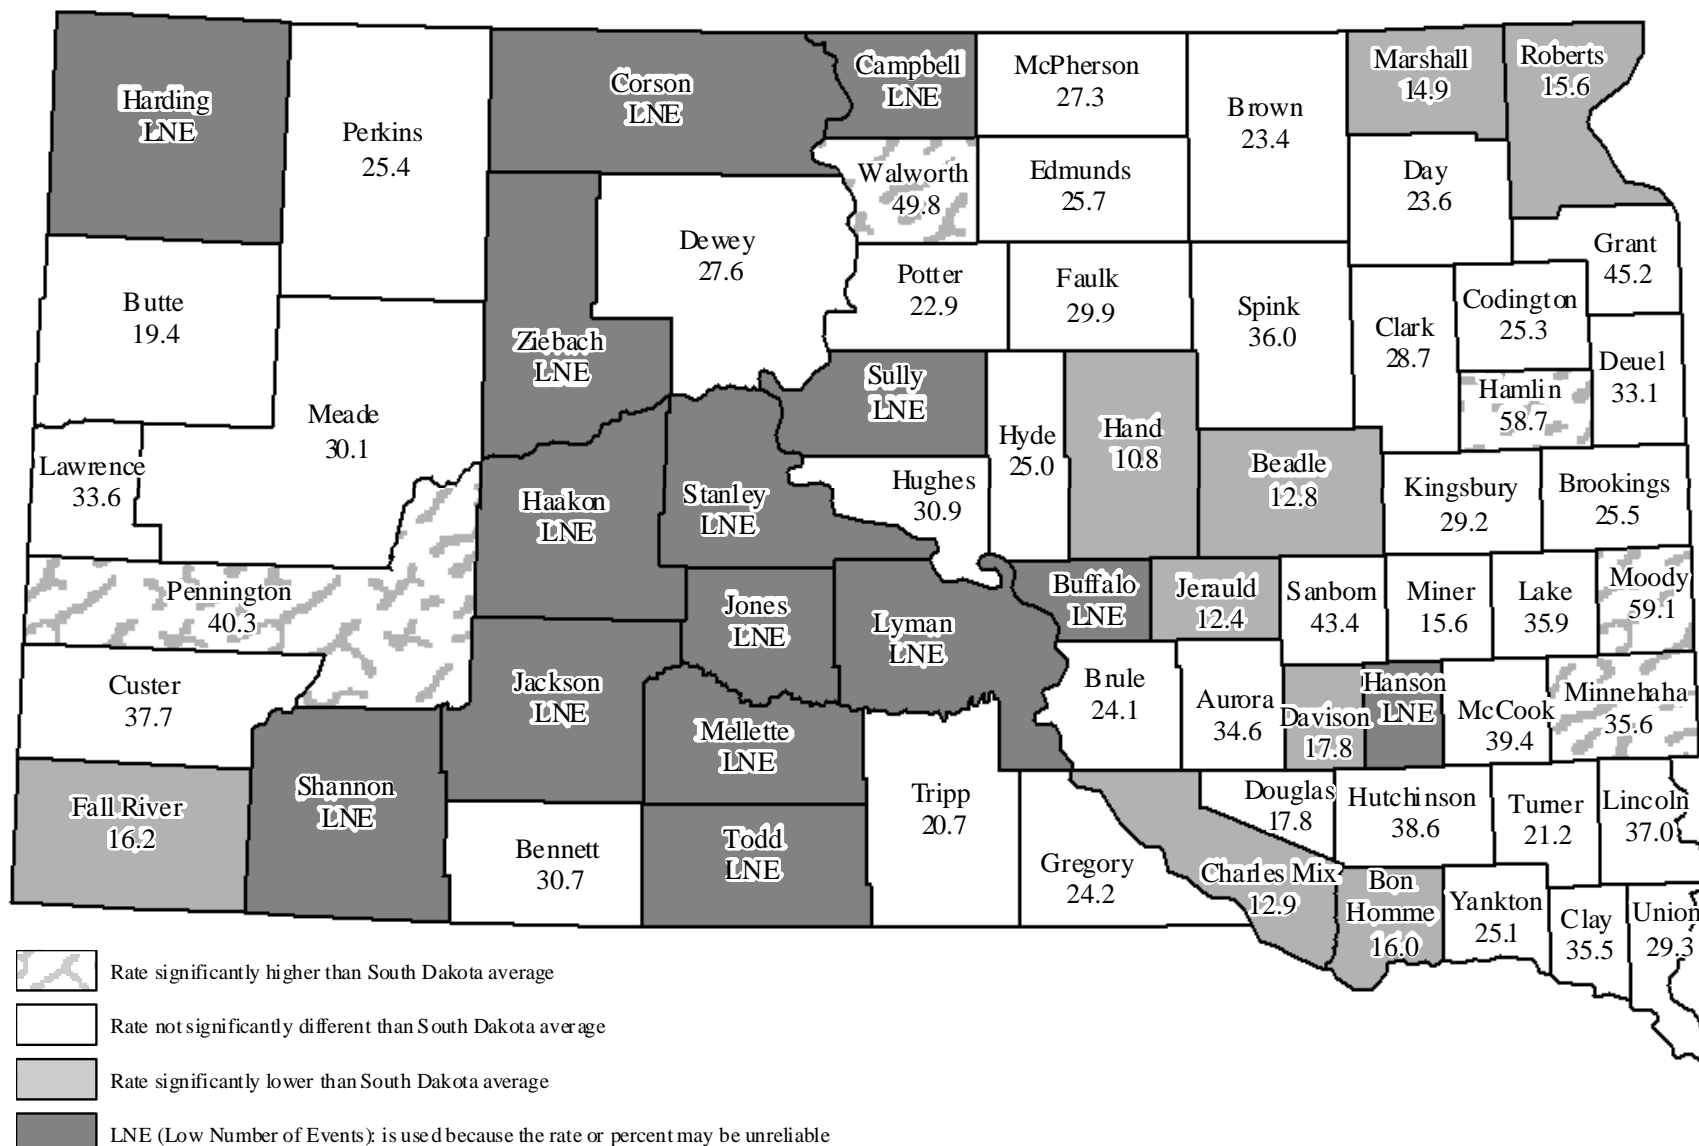 Harding
LNE
Perkins
25.4
Corson
LNE
Campbell
LNE
McPherson
27.3
Brown
23.4
Marshall
14.9
Roberts
15.6
Walworth
49.8
Edmunds
25.7
Day
23.6
Grant
45.2
Butte
19.4
Dewey
27.6
Potter
22.9
Faulk
29.9
Spink
36.0
Clark
28.7
Codington
25.3
Deuel
33.1
Hamlin
58.7
Ziebach
LNE
Meade
30.1
Sully
LNE
Hyde
25.0
Hand
10.8
Beadle
12.8
Kingsbury
29.2
Brookings
25.5
Lawrence
33.6
Haakon
LNE
Stanley
LNE
Hughes
30.9
Pennington
40.3
Jones
LNE
Lyman
LNE
Buffalo
LNE
Jerauld
12.4
Sanborn
43.4
Miner
15.6
Lake
35.9
Moody
59.1
Custer
37.7
Jackson
LNE
Mellette
LNE
Brule
24.1
Aurora
34.6
Davison
17.8
Hanson
LNE
McCook
39.4
Minnehaha
35.6
Fall River
16.2
Shannon
LNE
Bennett
30.7
Todd
LNE
Tripp
20.7
Gregory
24.2
Charles Mix
12.9
Douglas
17.8
Hutchinson
38.6
Turner
21.2
Lincoln
37.0
Bon
Homme
16.0
Yankton
25.1
Clay
35.5
Union
29.3
Rate significantly higher than South Dakota average
Rate not significantly different than South Dakota average
Rate significantly lower than South Dakota average
LNE (Low Number of Events): is used because the rate or percent may be unreliable